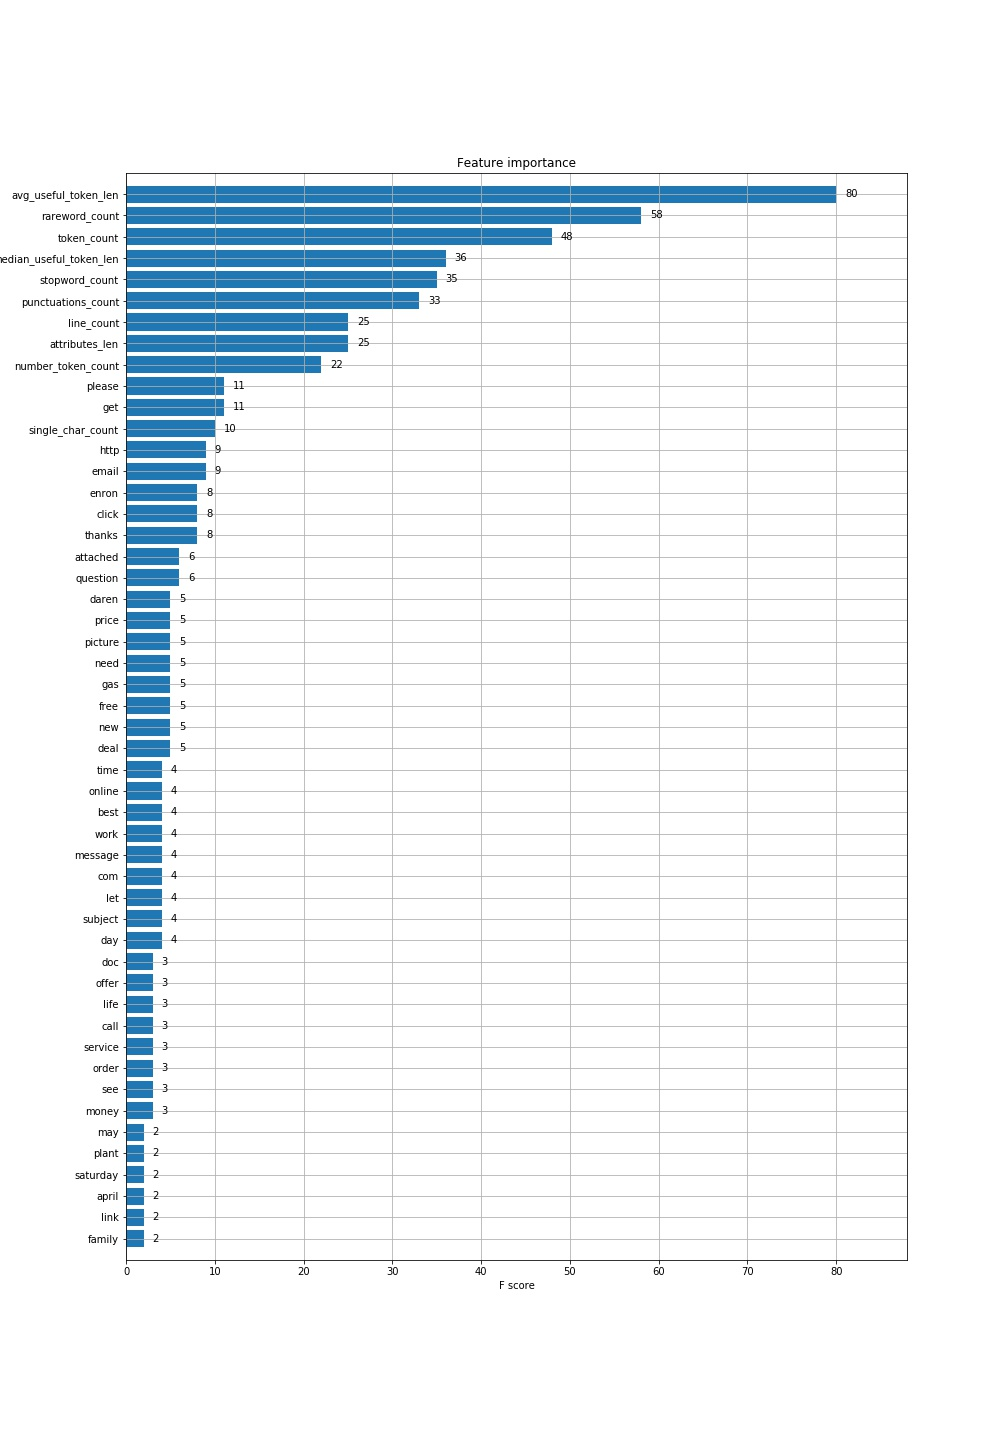 Feature importance
avg_useful_token_len 80
rareword_count 58
token_count 48
edian_useful_token_len 36
stopword_count 35
punctuations_count 33
line_count 25
attributes_len 25
number_token_count 22
please 11
get 11
single_char_count 10
http 9
email 9
enron 8
click 8
thanks 8
attached 6
question 6
daren 5
price 5
picture 5
need 5
gas 5
free 5
new 5
deal 5
time 4
online 4
best 4
work 4
message 4
com 4
let 4
subject 4
day 4
doc 3
offer 3
life 3
call 3
service 3
order 3
see 3
money 3
may 2
plant 2
saturday 2
april 2
link 2
family 2
0 10 20 30 40 50 60 70 80
F score